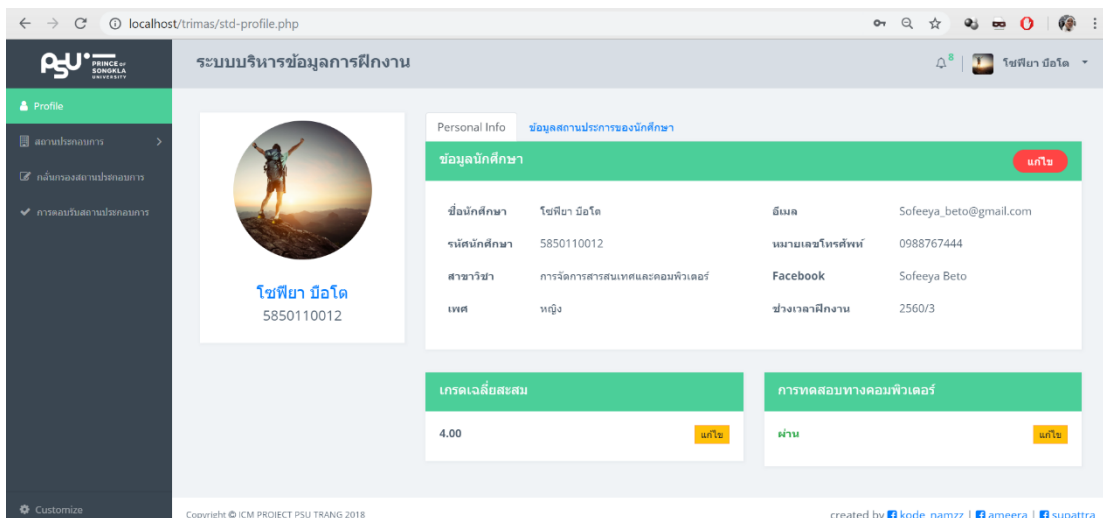 localhost/trimas/std-profile.php
PSU PRINCE OF SONGKLA UNIVERSITY
ระบบบริหารข้อมูลการฝึกงาน
8
โซฟียา บือโต
Profile
สถานประกอบการ
กลั่นกรองสถานประกอบการ
การตอบรับสถานประกอบการ
โซฟียา บือโต
5850110012
Personal Info ข้อมูลสถานประการของนักศึกษา
ข้อมูลนักศึกษา แก้ไข
ชื่อนักศึกษา โซฟียา บือโต อีเมล Sofeeya_beto@gmail.com
รหัสนักศึกษา 5850110012 หมายเลขโทรศัพท์ 0988767444
สาขาวิชา การจัดการสารสนเทศและคอมพิวเตอร์ Facebook Sofeeya Beto
เพศ หญิง ช่วงเวลาฝึกงาน 2560/3
เกรดเฉลี่ยสะสม
4.00 แก้ไข
การทดสอบทางคอมพิวเตอร์
ผ่าน แก้ไข
Customize
Copyright © ICM PROJECT PSU TRANG 2018
created by kode_namzz | ameera | supattra